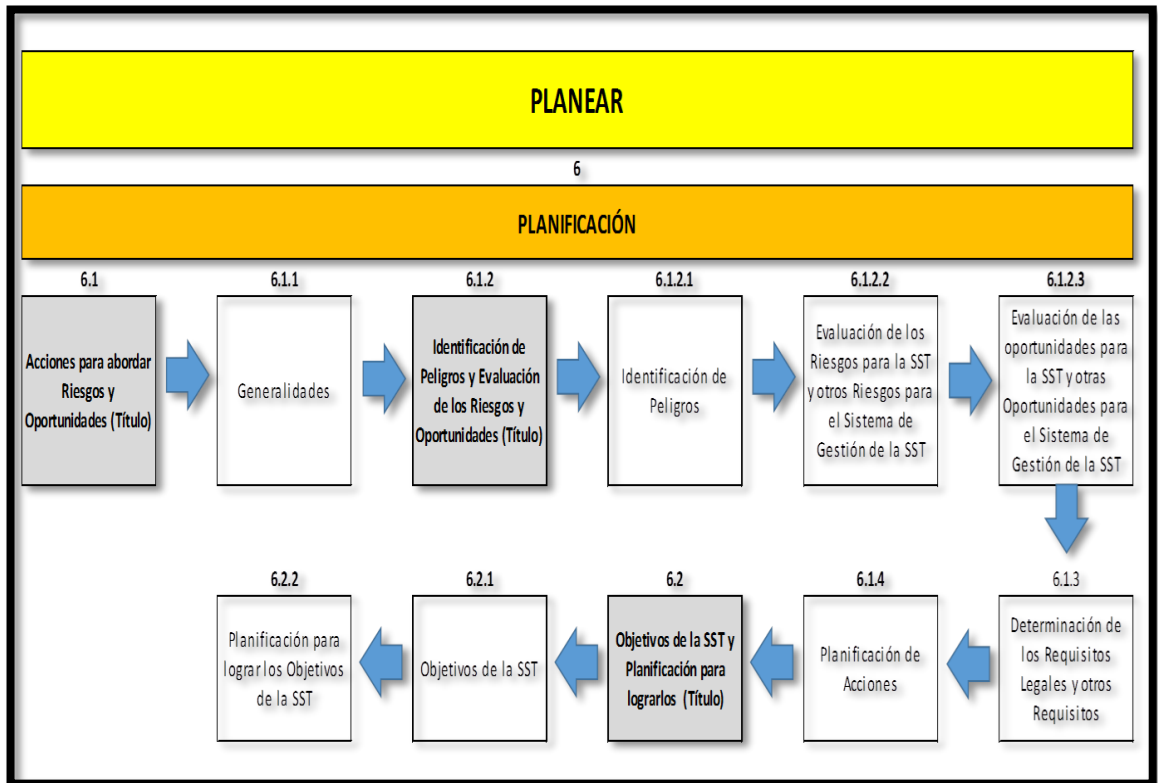 PLANEAR
6
PLANIFICACIÓN
6.1
Acciones para abordar
Riesgos y
Oportunidades (Título)
6.1.1
Generalidades
6.1.2
Identificación de
Peligros y Evaluación
de los Riesgos y
Oportunidades (Título)
6.1.2.1
Identificación de
Peligros
6.1.2.2
Evaluación de los
Riesgos para la SST
y otros Riesgos para
el Sistema de
Gestión de la SST
6.1.2.3
Evaluación de las
oportunidades para
la SST y otras
Oportunidades para
el Sistema de
Gestión de la SST
6.1.3
Determinación de
los Requisitos
Legales y otros
Requisitos
6.1.4
Planificación de
Acciones
6.2
Objetivos de la SST y
Planificación para
lograrlos (Título)
6.2.1
Objetivos de la SST
6.2.2
Planificación para
lograr los Objetivos
de la SST